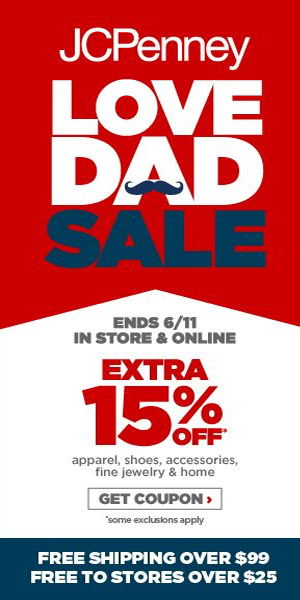 JCPenney
LOVE
DAD
SALE
ENDS 6/11
IN STORE & ONLINE
EXTRA
15%
OFF*
apparel, shoes, accessories,
fine jewelry & home
GET COUPON ›
*some exclusions apply
FREE SHIPPING OVER $99
FREE TO STORES OVER $25